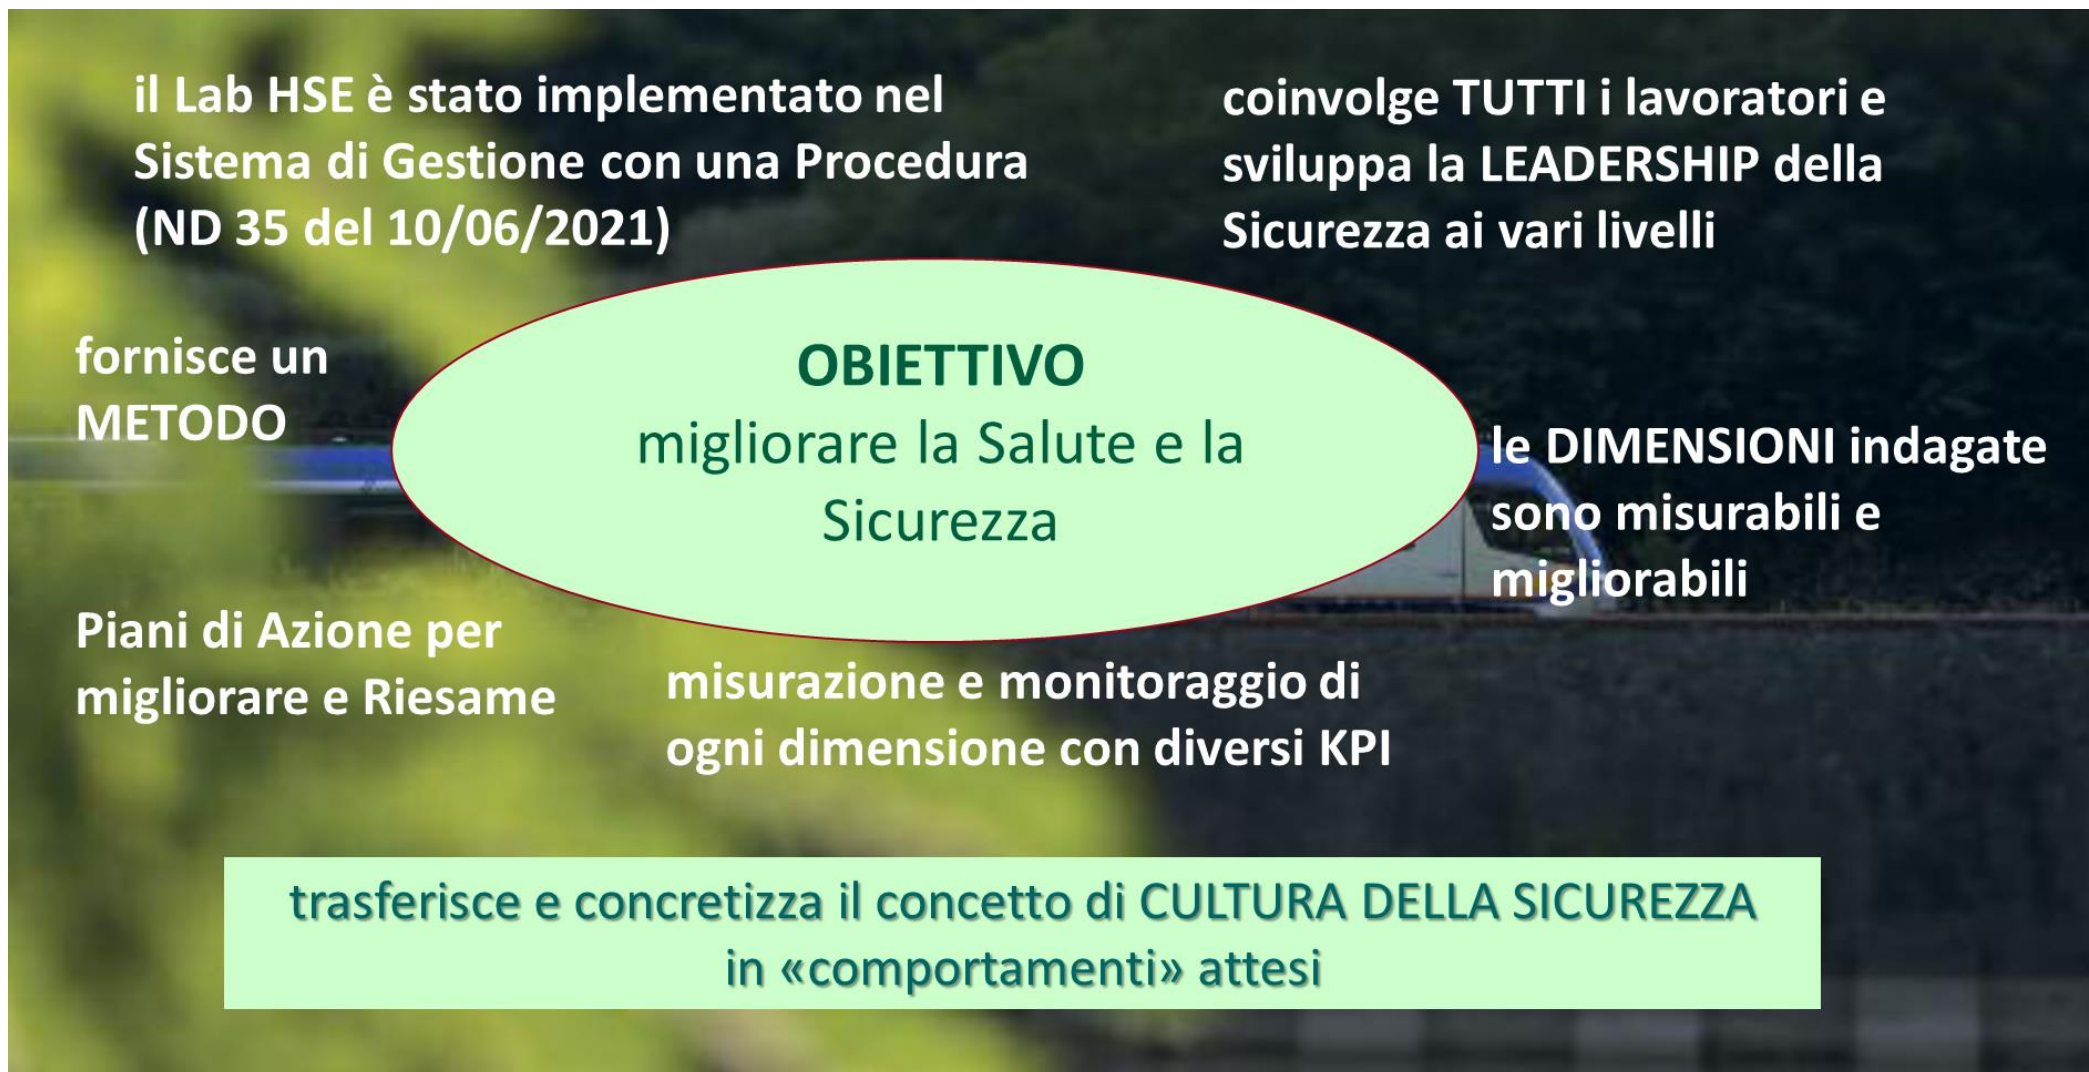 il Lab HSE è stato implementato nel
Sistema di Gestione con una Procedura
(ND 35 del 10/06/2021)
coinvolge TUTTI i lavoratori e
sviluppa la LEADERSHIP della
Sicurezza ai vari livelli
fornisce un
METODO
OBIETTIVO
migliorare la Salute e la
Sicurezza
le DIMENSIONI indagate
sono misurabili e
migliorabili
Piani di Azione per
migliorare e Riesame
misurazione e monitoraggio di
ogni dimensione con diversi KPI
trasferisce e concretizza il concetto di CULTURA DELLA SICUREZZA
in «comportamenti» attesi